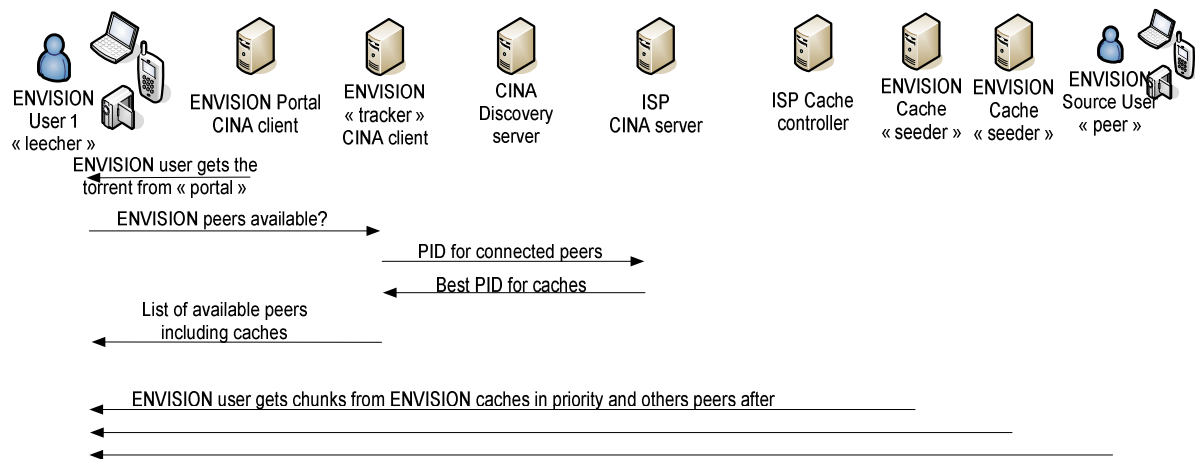 ENVISION
User 1
« leecher »
ENVISION Portal
CINA client
ENVISION
« tracker »
CINA client
CINA
Discovery
server
ISP
CINA server
ISP Cache
controller
ENVISION
Cache
« seeder »
ENVISION
Cache
« seeder »
ENVISION
Source User
« peer »
ENVISION user gets the
torrent from « portal »
ENVISION peers available?
PID for connected peers
Best PID for caches
List of available peers
including caches
ENVISION user gets chunks from ENVISION caches in priority and others peers after